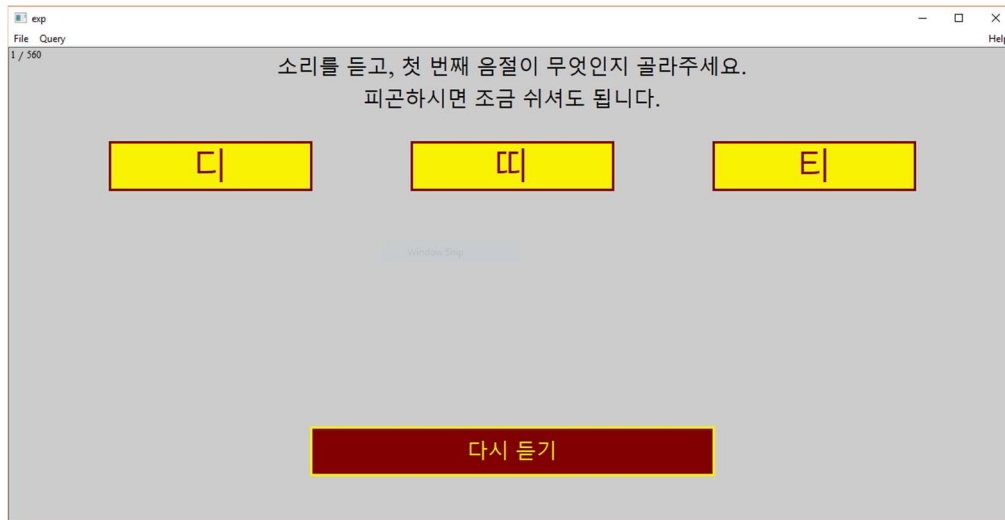 exp
File Query Help
1 / 560
소리를 듣고, 첫 번째 음절이 무엇인지 골라주세요.
피곤하시면 조금 쉬셔도 됩니다.
디 띠 티
Window Snip
다시 듣기